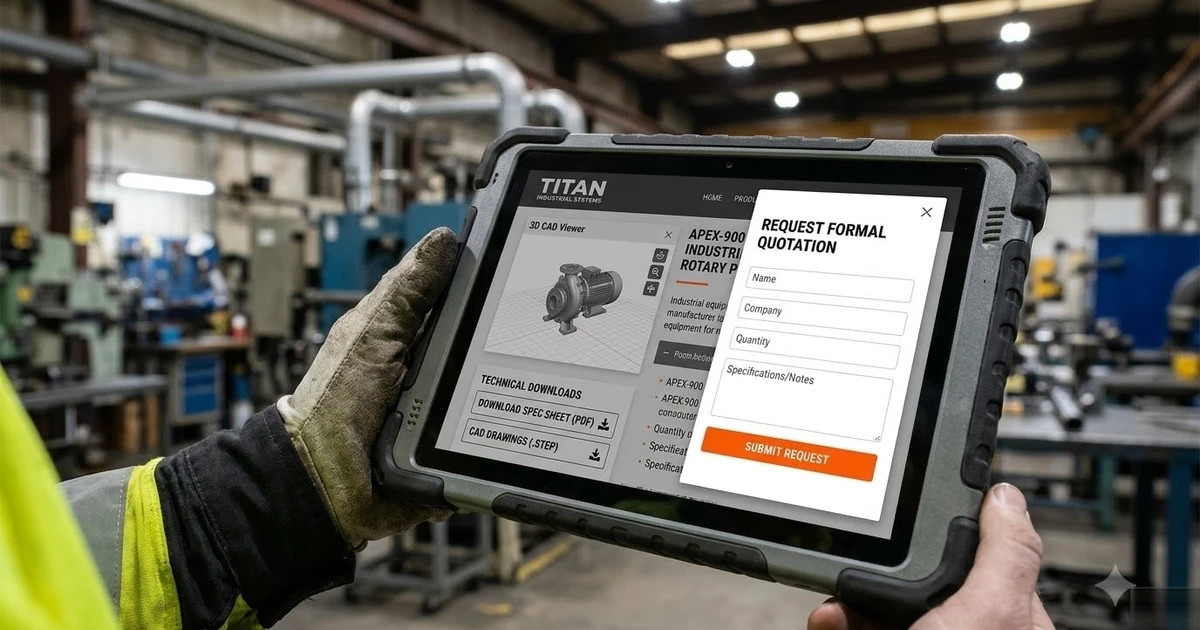 TITAN
INDUSTRIAL SYSTEMS
HOME
3D CAD Viewer
APEX-900
INDUSTRI
ROTARY P
Industrial equip
manufactures
equipment for
TECHNICAL DOWNLOADS
DOWNLOAD SPEC SHEET (PDF)
CAD DRAWINGS (.STEP)
APEX-900
APEX 900
Quantity
Specificat
Specificat
REQUEST FORMAL
QUOTATION
Name
Company
Quantity
Specifications/Notes
SUBMIT REQUEST